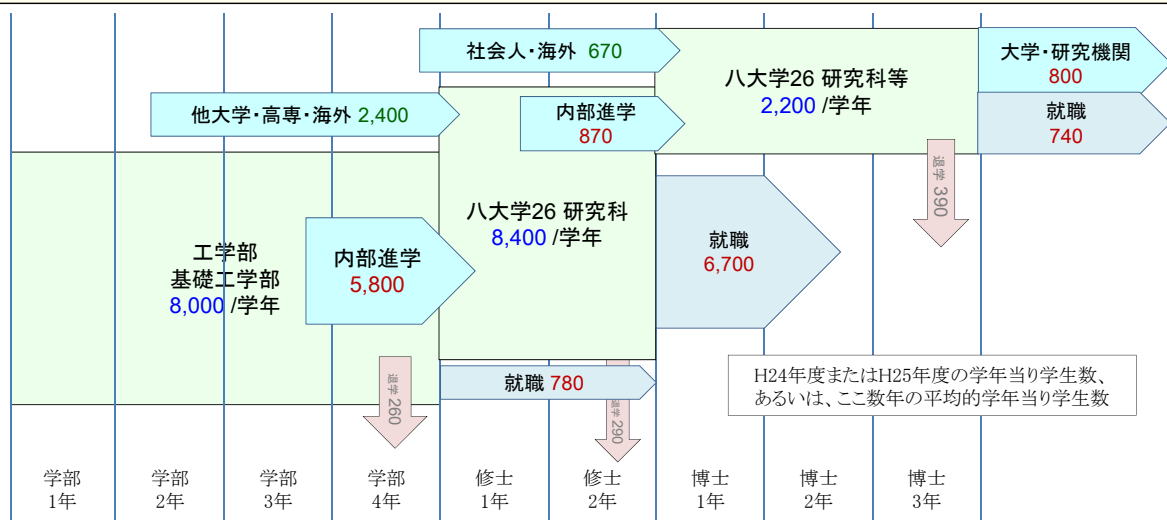 社会人・海外 670
大学・研究機関
800
八大学26 研究科等
2,200 /学年
他大学・高専・海外 2,400
内部進学
870
就職
740
退学 390
八大学26 研究科
8,400 /学年
工学部
基礎工学部
8,000 /学年
内部進学
5,800
就職
6,700
退学 260
就職 780
退学 290
H24年度またはH25年度の学年当り学生数、
あるいは、ここ数年の平均的学年当り学生数
学部
1年
学部
2年
学部
3年
学部
4年
修士
1年
修士
2年
博士
1年
博士
2年
博士
3年